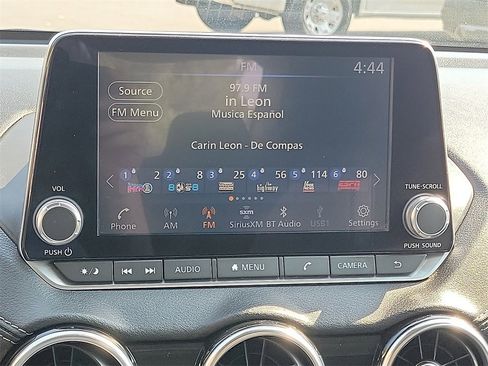 FM
4:44
Source
97.9 FM
in Leon
FM Menu
Musica Español
Carin Leon - De Compas
1 2 2 8 3 25 4 56 5 114 6 80
VOL
TUNE·SCROLL
Phone AM FM SiriusXM BT Audio USB1 Settings
PUSH
PUSH SOUND
AUDIO MENU CAMERA